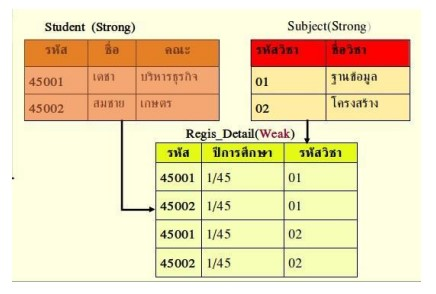 Student (Strong)
Subject(Strong)
รหัส ชื่อ คณะ
รหัสวิชา ชื่อวิชา
45001 เดชา บริหารธุรกิจ
01 ฐานข้อมูล
45002 สมชาย เกษตร
02 โครงสร้าง
Regis_Detail(Weak)
รหัส ปีการศึกษา รหัสวิชา
45001 1/45 01
45002 1/45 01
45001 1/45 02
45002 1/45 02